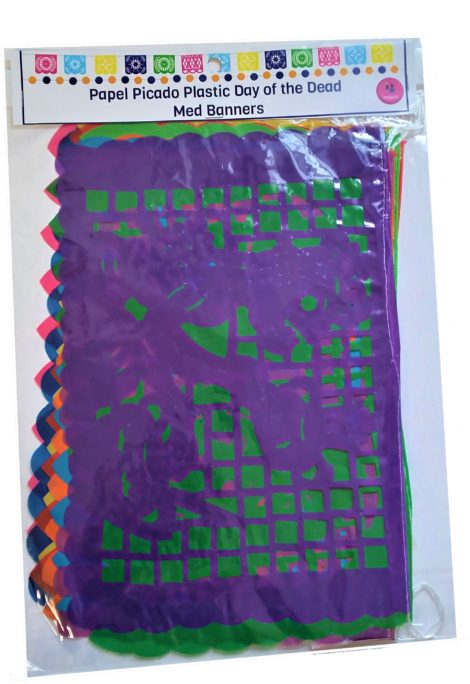 Papel Picado Plastic Day of the Dead
Med Banners